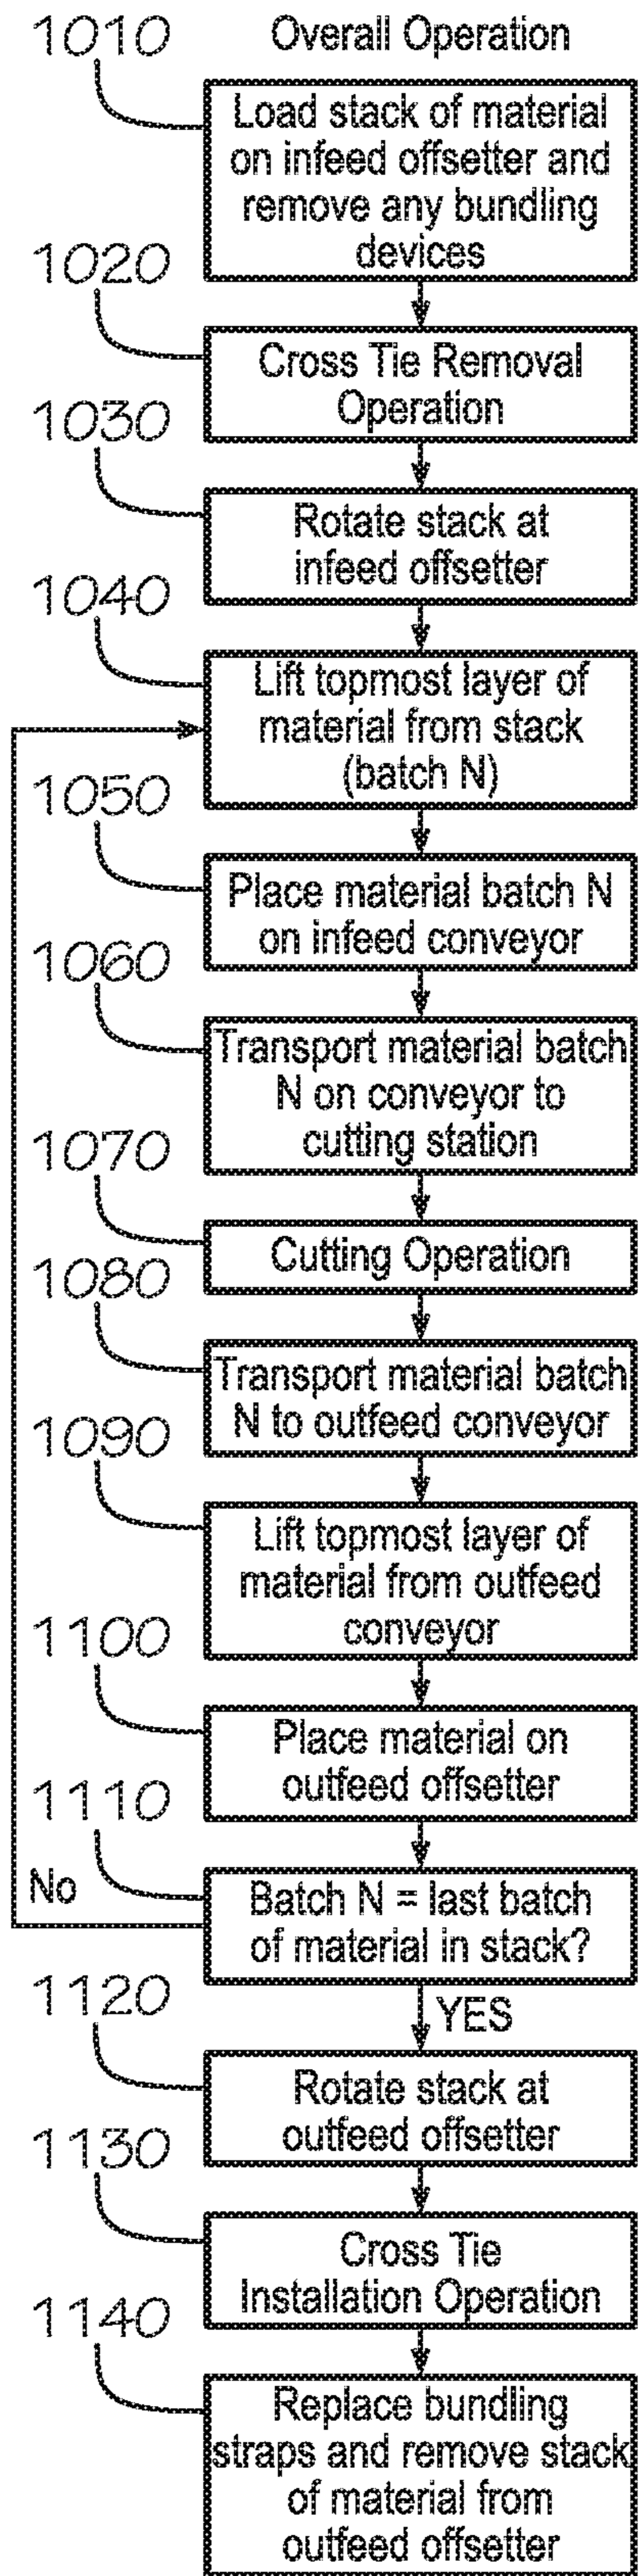 1010
Overall Operation
Load stack of material
on infeed offsetter and
remove any bundling
devices
1020
Cross Tie Removal
Operation
1030
Rotate stack at
infeed offsetter
1040
Lift topmost layer of
material from stack
(batch N)
1050
Place material batch N
on infeed conveyor
1060
Transport material batch
N on conveyor to
cutting station
1070
Cutting Operation
1080
Transport material batch
N to outfeed conveyor
1090
Lift topmost layer of
material from outfeed
conveyor
1100
Place material on
outfeed offsetter
1110
No
Batch N = last batch
of material in stack?
YES
1120
Rotate stack at
outfeed offsetter
1130
Cross Tie
Installation Operation
1140
Replace bundling
straps and remove stack
of material from
outfeed offsetter